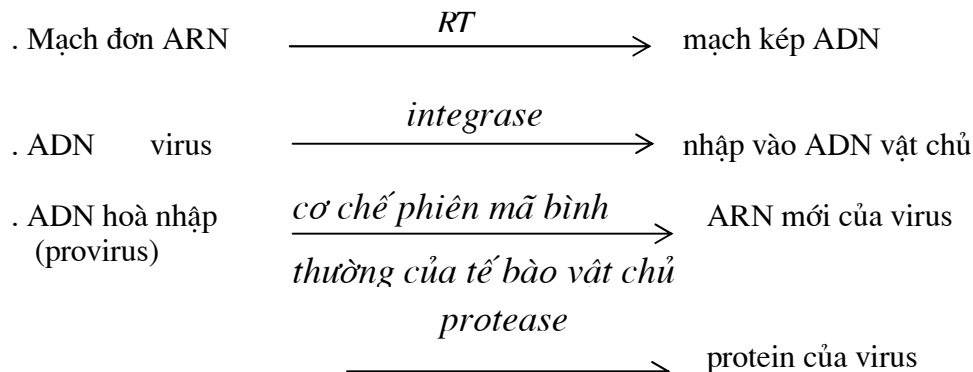 RT
. Mạch đơn ARN mạch kép ADN
integrase
. ADN virus nhập vào ADN vật chủ
. ADN hoà nhập cơ chế phiên mã bình ARN mới của virus
(provirus)
thường của tế bào vật chủ
protease
protein của virus